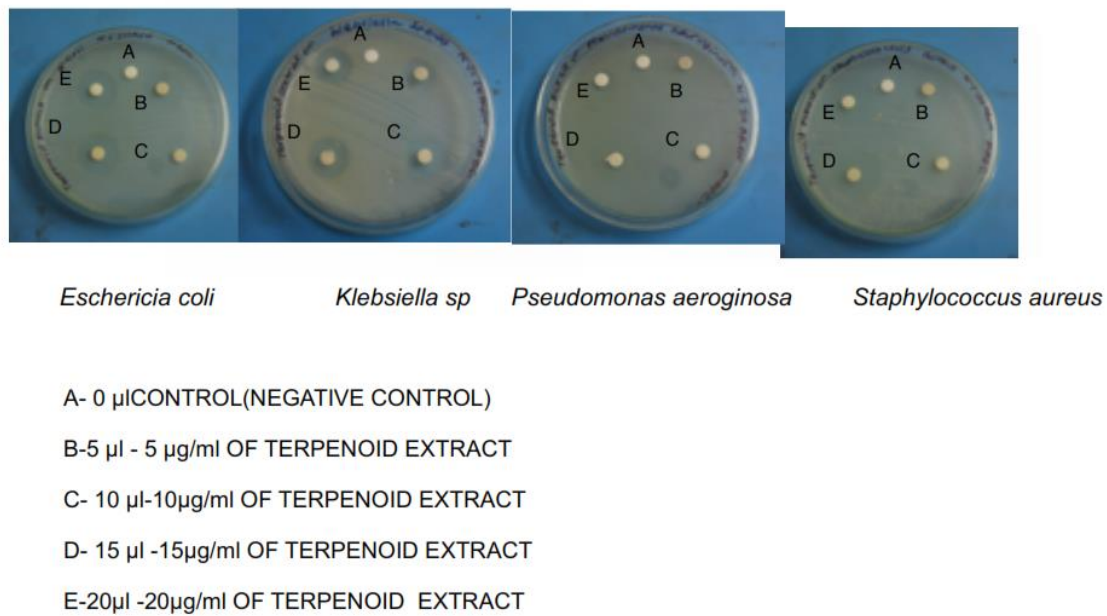 A
E
B
D
C
A
E
B
D
C
A
E
B
D
C
A
E
B
D
C
Eschericia coli
Klebsiella sp
Pseudomonas aeroginosa
Staphylococcus aureus
A- 0 µlCONTROL(NEGATIVE CONTROL)
B-5 µl - 5 µg/ml OF TERPENOID EXTRACT
C- 10 µl-10µg/ml OF TERPENOID EXTRACT
D- 15 µl -15µg/ml OF TERPENOID EXTRACT
E-20µl -20µg/ml OF TERPENOID  EXTRACT